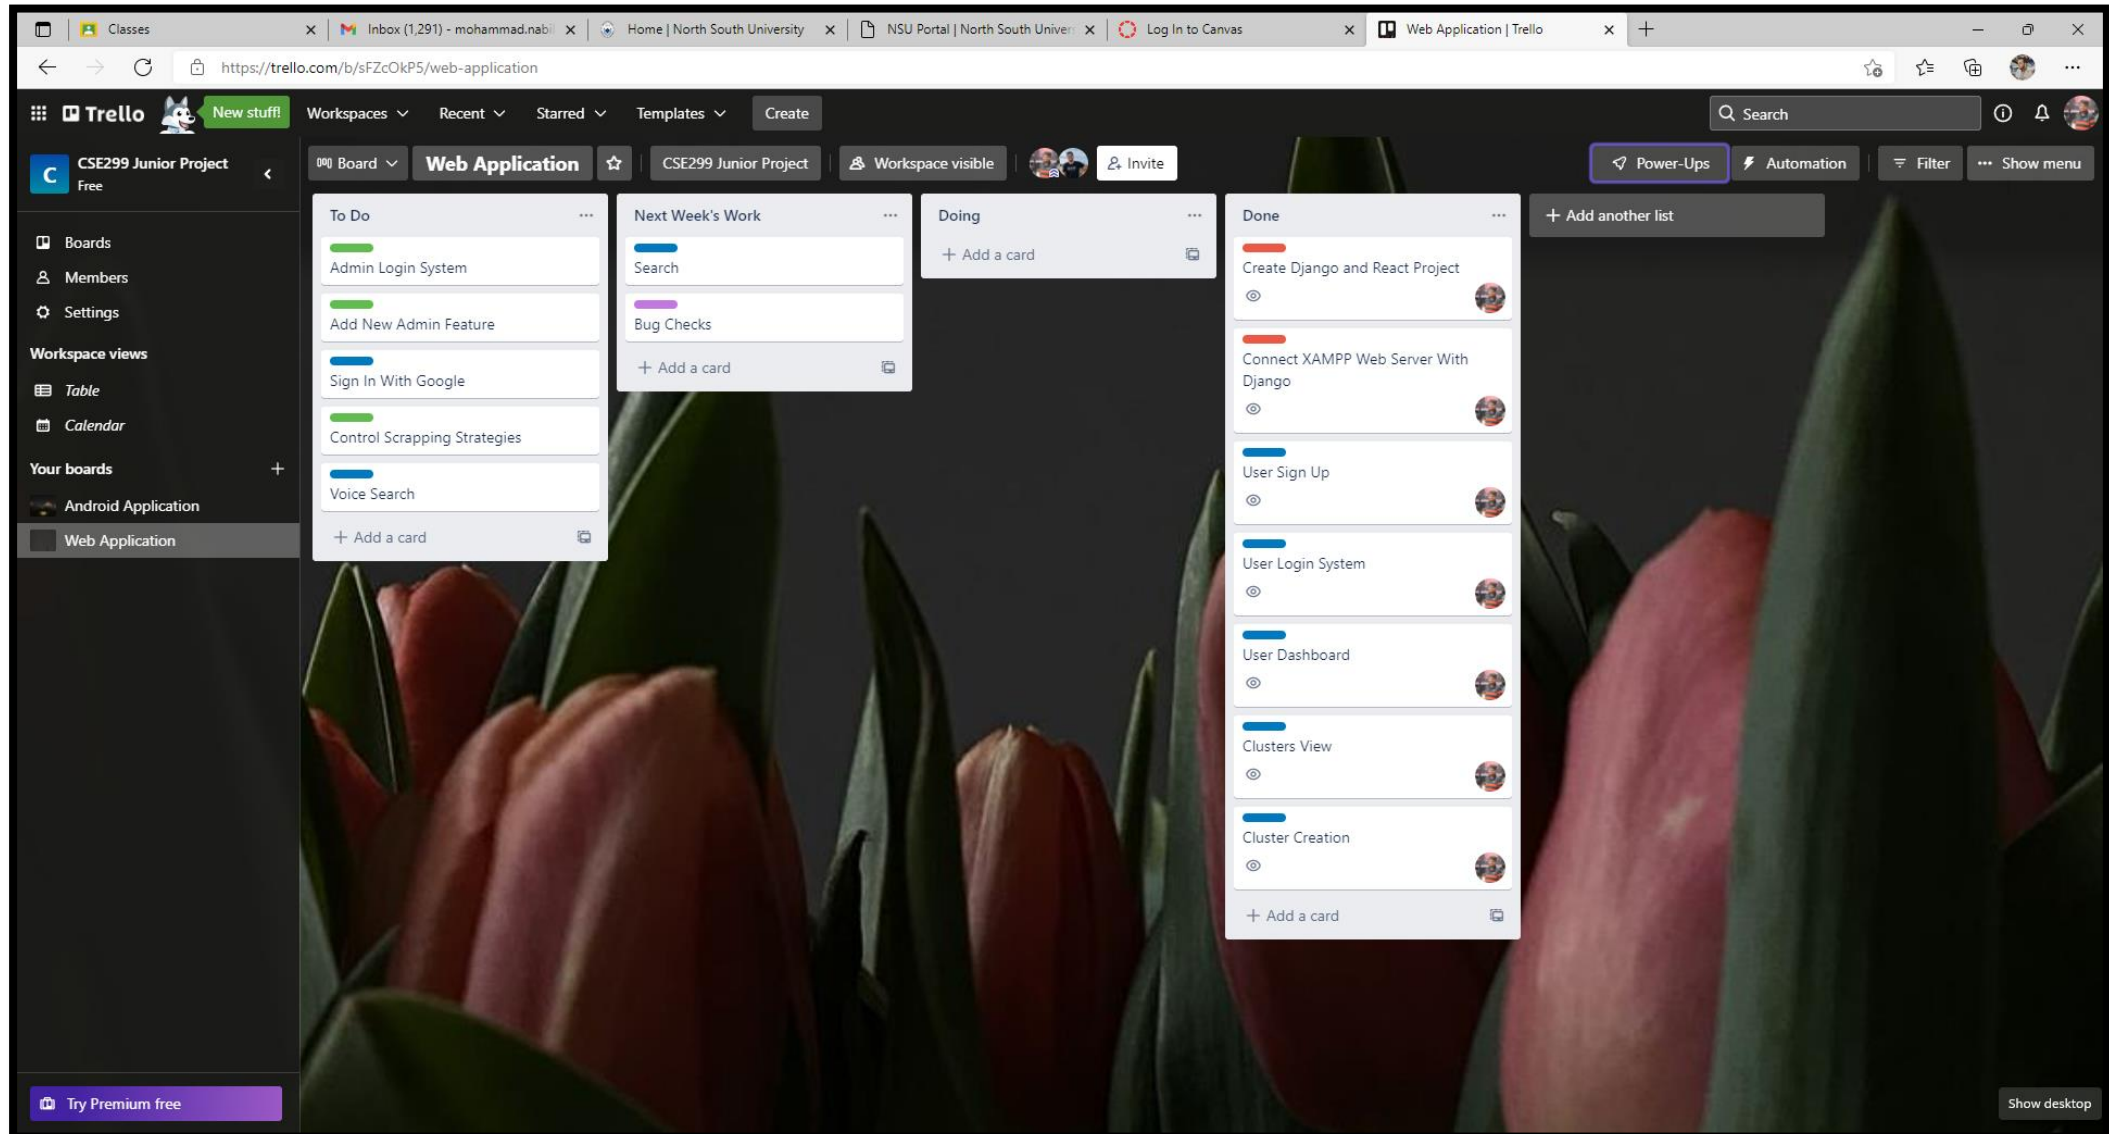 Classes
Inbox (1,291) - mohammad.nabil
Home | North South University
NSU Portal | North South Univer
Log In to Canvas
Web Application | Trello
https://trello.com/b/sFZcOkP5/web-application
Trello
New stuff!
Workspaces
Recent
Starred
Templates
Create
Search
C
CSE299 Junior Project
Free
Board
Web Application
CSE299 Junior Project
Workspace visible
Invite
Power-Ups
Automation
Filter
Show menu
Boards
Members
Settings
Workspace views
Table
Calendar
Your boards
Android Application
Web Application
Try Premium free
To Do
Admin Login System
Add New Admin Feature
Sign In With Google
Control Scrapping Strategies
Voice Search
+ Add a card
Next Week's Work
Search
Bug Checks
+ Add a card
Doing
+ Add a card
Done
Create Django and React Project
Connect XAMPP Web Server With
Django
User Sign Up
User Login System
User Dashboard
Clusters View
Cluster Creation
+ Add a card
+ Add another list
Show desktop